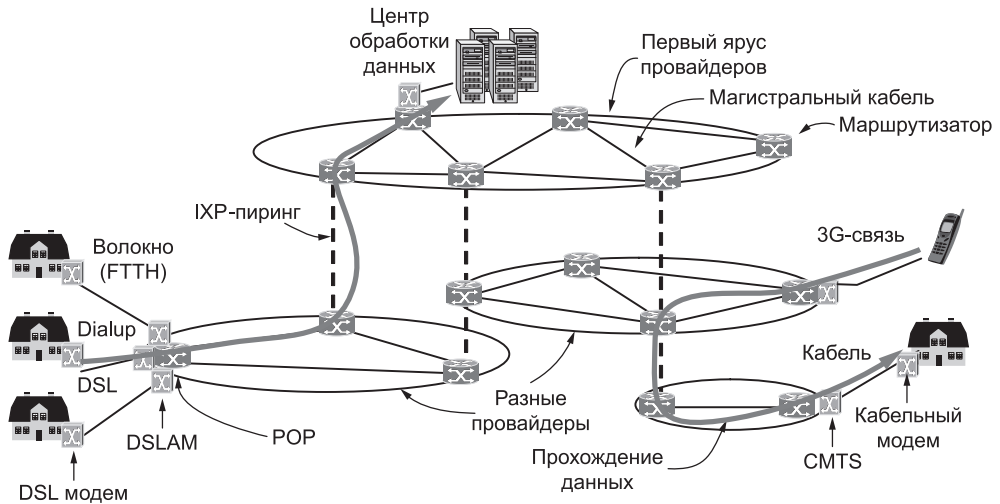 Центр
обработки
данных
Первый ярус
провайдеров
Магистральный кабель
Маршрутизатор
IXP-пиринг
3G-связь
Волокно
(FTTH)
Dialup
DSL
Кабель
Разные
провайдеры
Кабельный
модем
DSLAM
POP
CMTS
Прохождение
данных
DSL модем